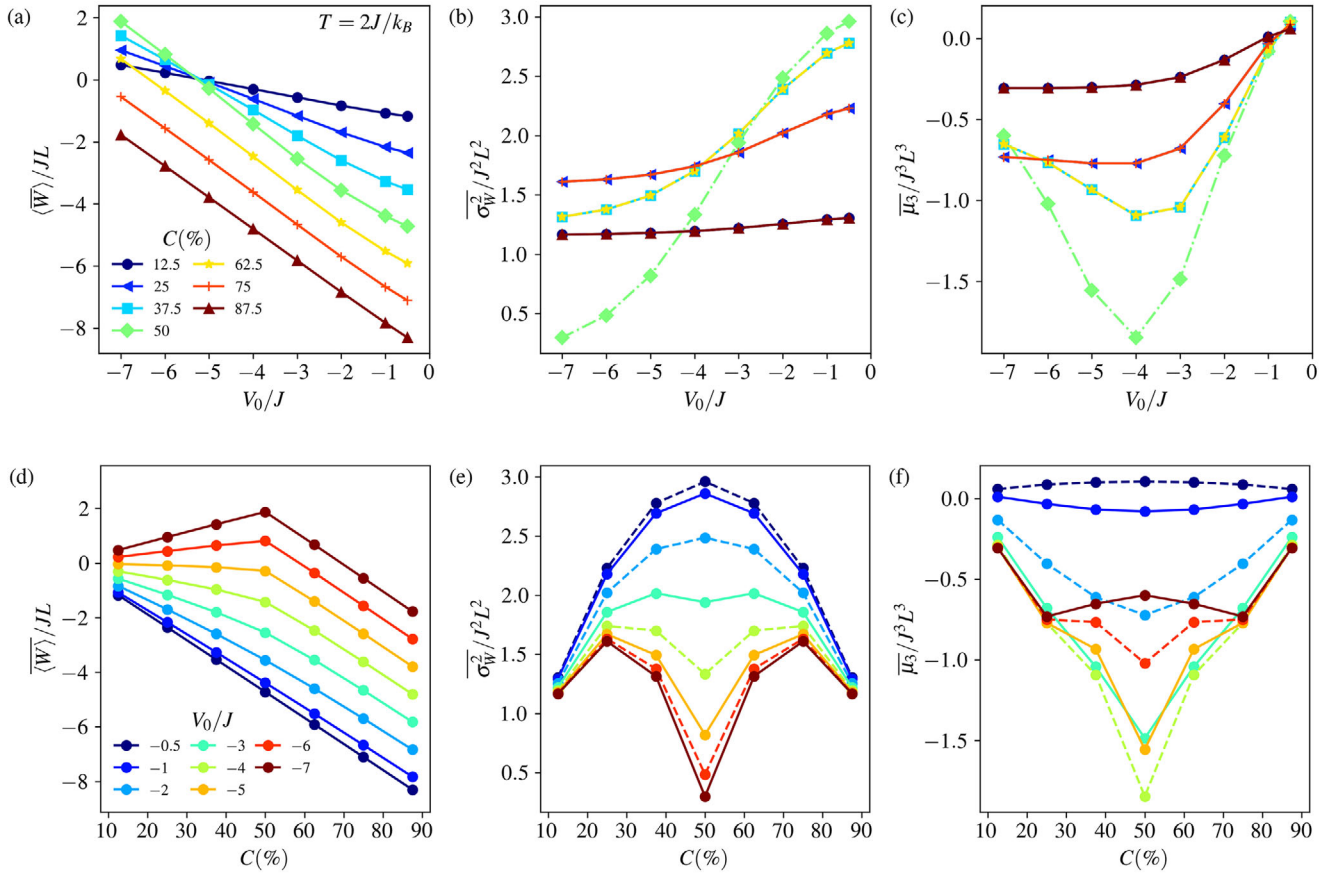 (a)
T = 2J/k_B
2
0
−2
−4
−6
−8
\overline{⟨W⟩}/JL
C(%)
12.5
25
37.5
50
62.5
75
87.5
−7 −6 −5 −4 −3 −2 −1 0
V_0/J
(b)
3.0
2.5
2.0
1.5
1.0
0.5
\overline{σ_W^2}/J^2L^2
−7 −6 −5 −4 −3 −2 −1 0
V_0/J
(c)
0.0
−0.5
−1.0
−1.5
\overline{μ_3}/J^3L^3
−7 −6 −5 −4 −3 −2 −1 0
V_0/J
(d)
2
0
−2
−4
−6
−8
\overline{⟨W⟩}/JL
V_0/J
−0.5
−1
−2
−3
−4
−5
−6
−7
10 20 30 40 50 60 70 80 90
C(%)
(e)
3.0
2.5
2.0
1.5
1.0
0.5
\overline{σ_W^2}/J^2L^2
10 20 30 40 50 60 70 80 90
C(%)
(f)
0.0
−0.5
−1.0
−1.5
\overline{μ_3}/J^3L^3
10 20 30 40 50 60 70 80 90
C(%)